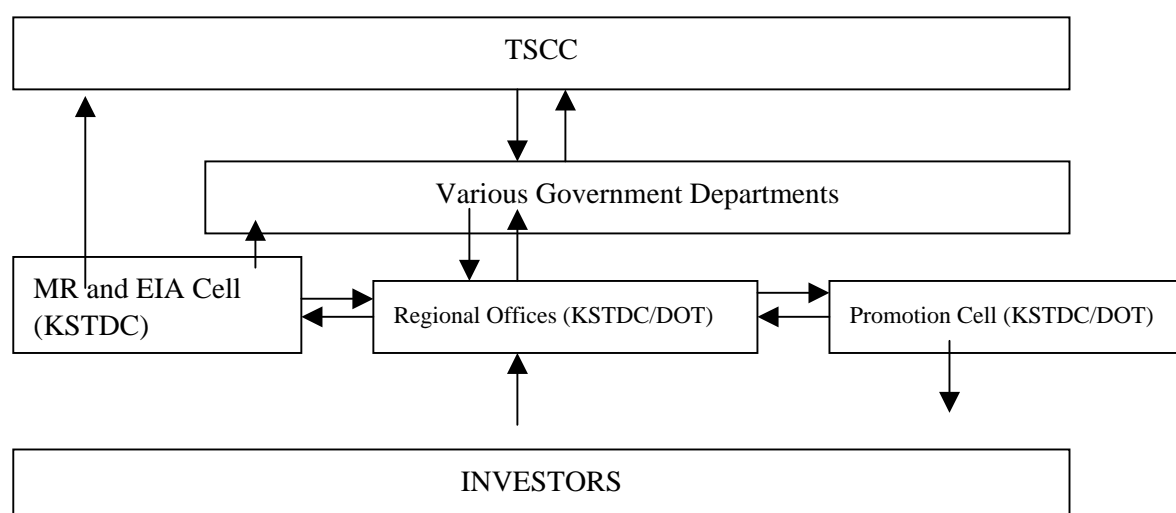 TSCC
Various Government Departments
MR and EIA Cell
(KSTDC)
Regional Offices (KSTDC/DOT)
Promotion Cell (KSTDC/DOT)
INVESTORS